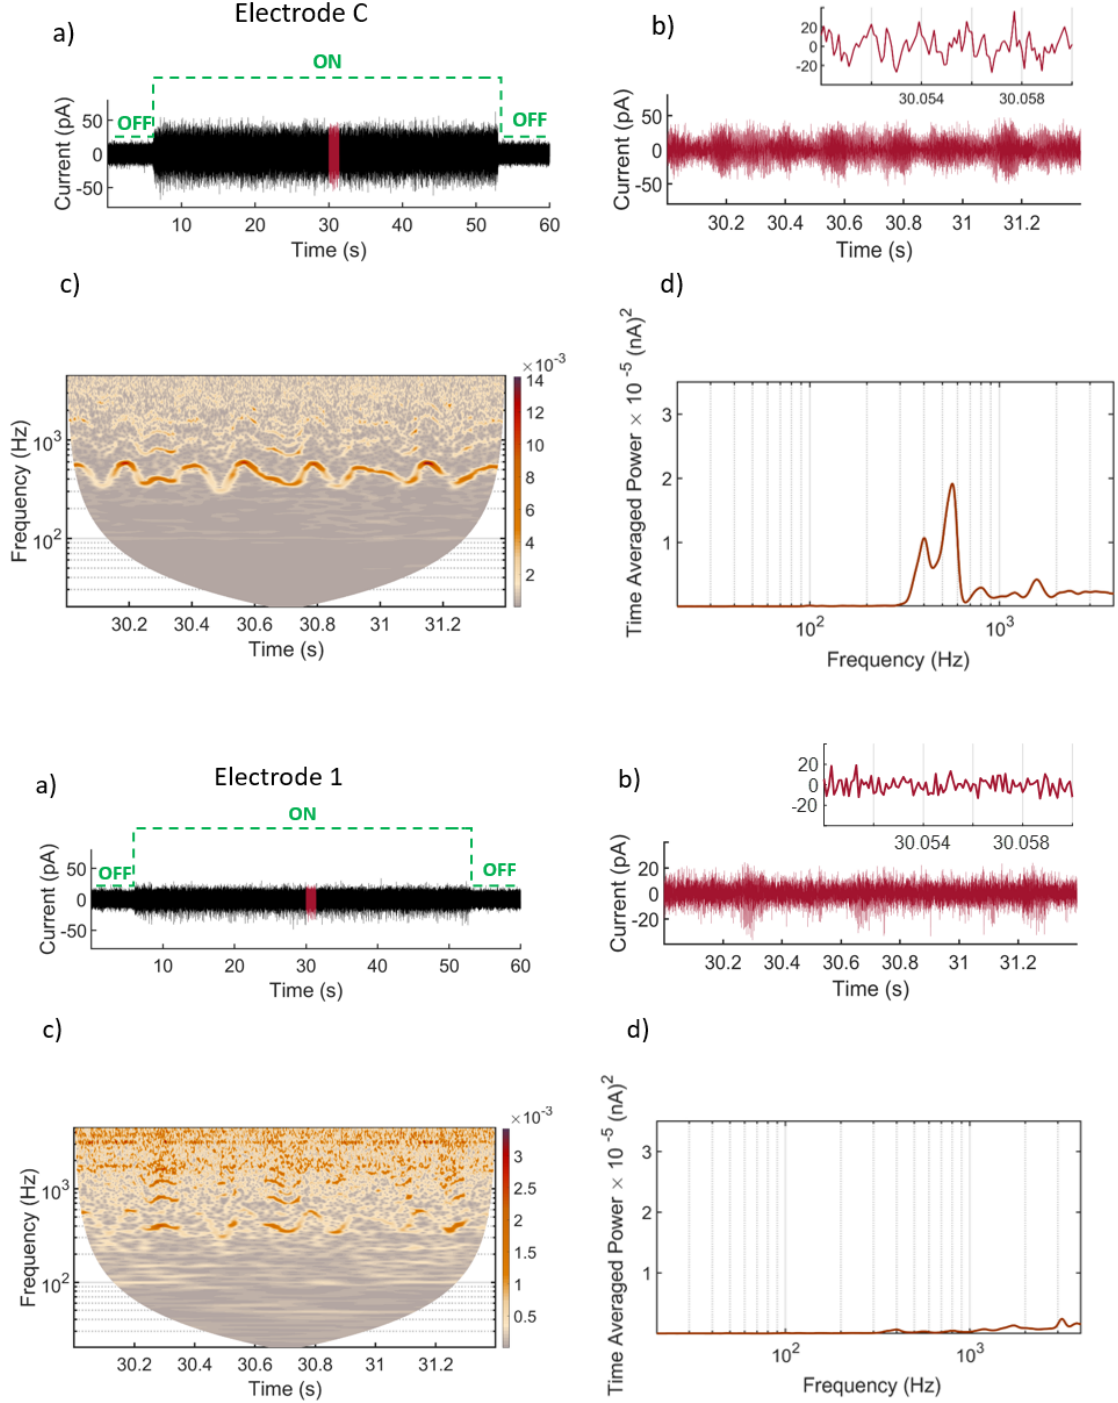 Electrode C
a)
ON
OFF
OFF
Current (pA)
50
0
-50
10 20 30 40 50 60
Time (s)
b)
20
0
-20
30.054 30.058
Current (pA)
50
0
-50
30.2 30.4 30.6 30.8 31 31.2
Time (s)
c)
×10⁻³
14
12
10
8
6
4
2
Frequency (Hz)
10³
10²
30.2 30.4 30.6 30.8 31 31.2
Time (s)
d)
Time Averaged Power × 10 ⁻⁵ (nA)²
3
2
1
10² 10³
Frequency (Hz)
Electrode 1
a)
ON
OFF
OFF
Current (pA)
50
0
-50
10 20 30 40 50 60
Time (s)
b)
20
0
-20
30.054 30.058
Current (pA)
20
0
-20
30.2 30.4 30.6 30.8 31 31.2
Time (s)
c)
×10⁻³
3
2.5
2
1.5
1
0.5
Frequency (Hz)
10³
10²
30.2 30.4 30.6 30.8 31 31.2
Time (s)
d)
Time Averaged Power × 10 ⁻⁵ (nA)²
3
2
1
10² 10³
Frequency (Hz)